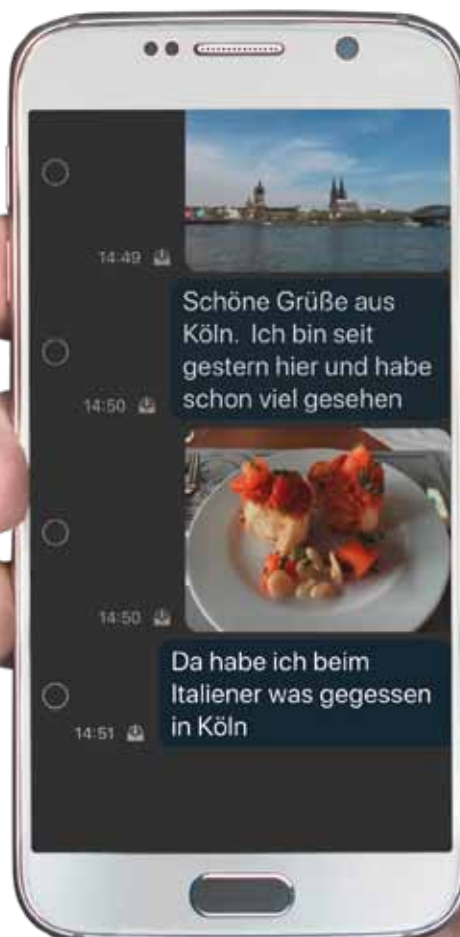 14:49
Schöne Grüße aus
Köln. Ich bin seit
gestern hier und habe
schon viel gesehen
14:50
14:50
Da habe ich beim
Italiener was gegessen
in Köln
14:51